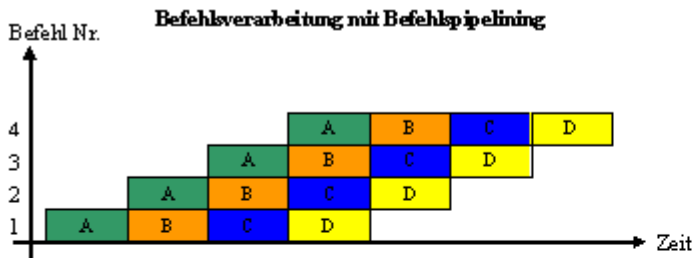 Befehlsverarbeitung mit Befehlspipelining
Befehl Nr.
4 A B C D
3 A B C D
2 A B C D
1 A B C D
Zeit